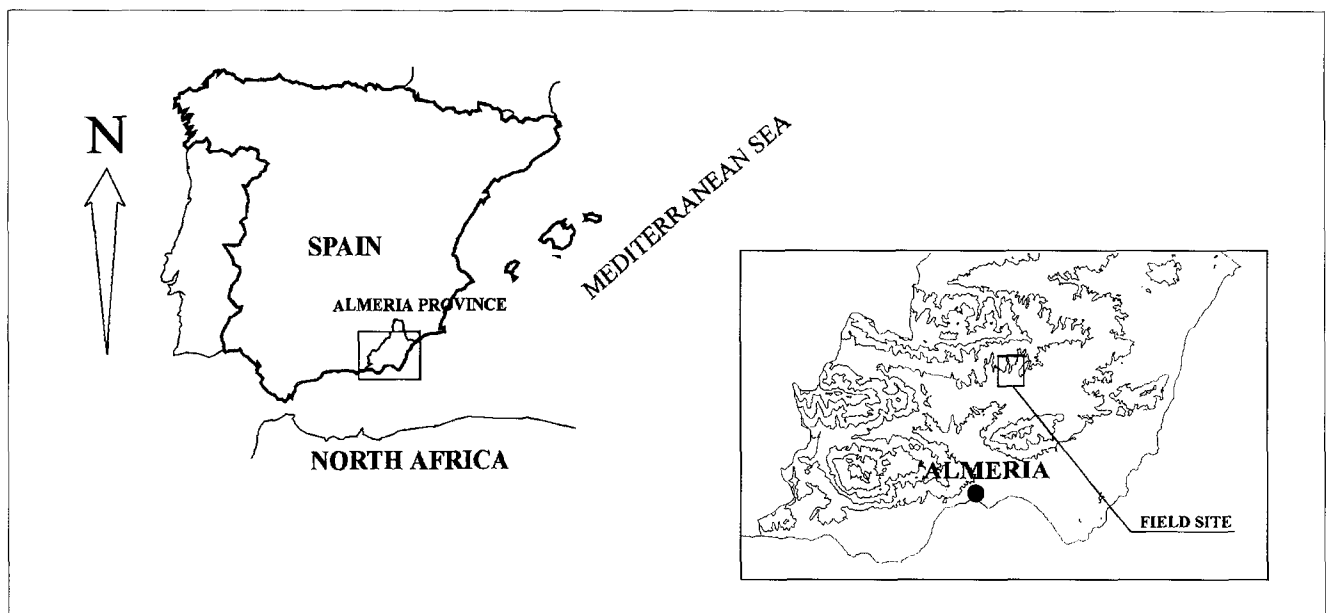 N
SPAIN
ALMERIA PROVINCE
MEDITERRANEAN SEA
NORTH AFRICA
ALMERIA
FIELD SITE